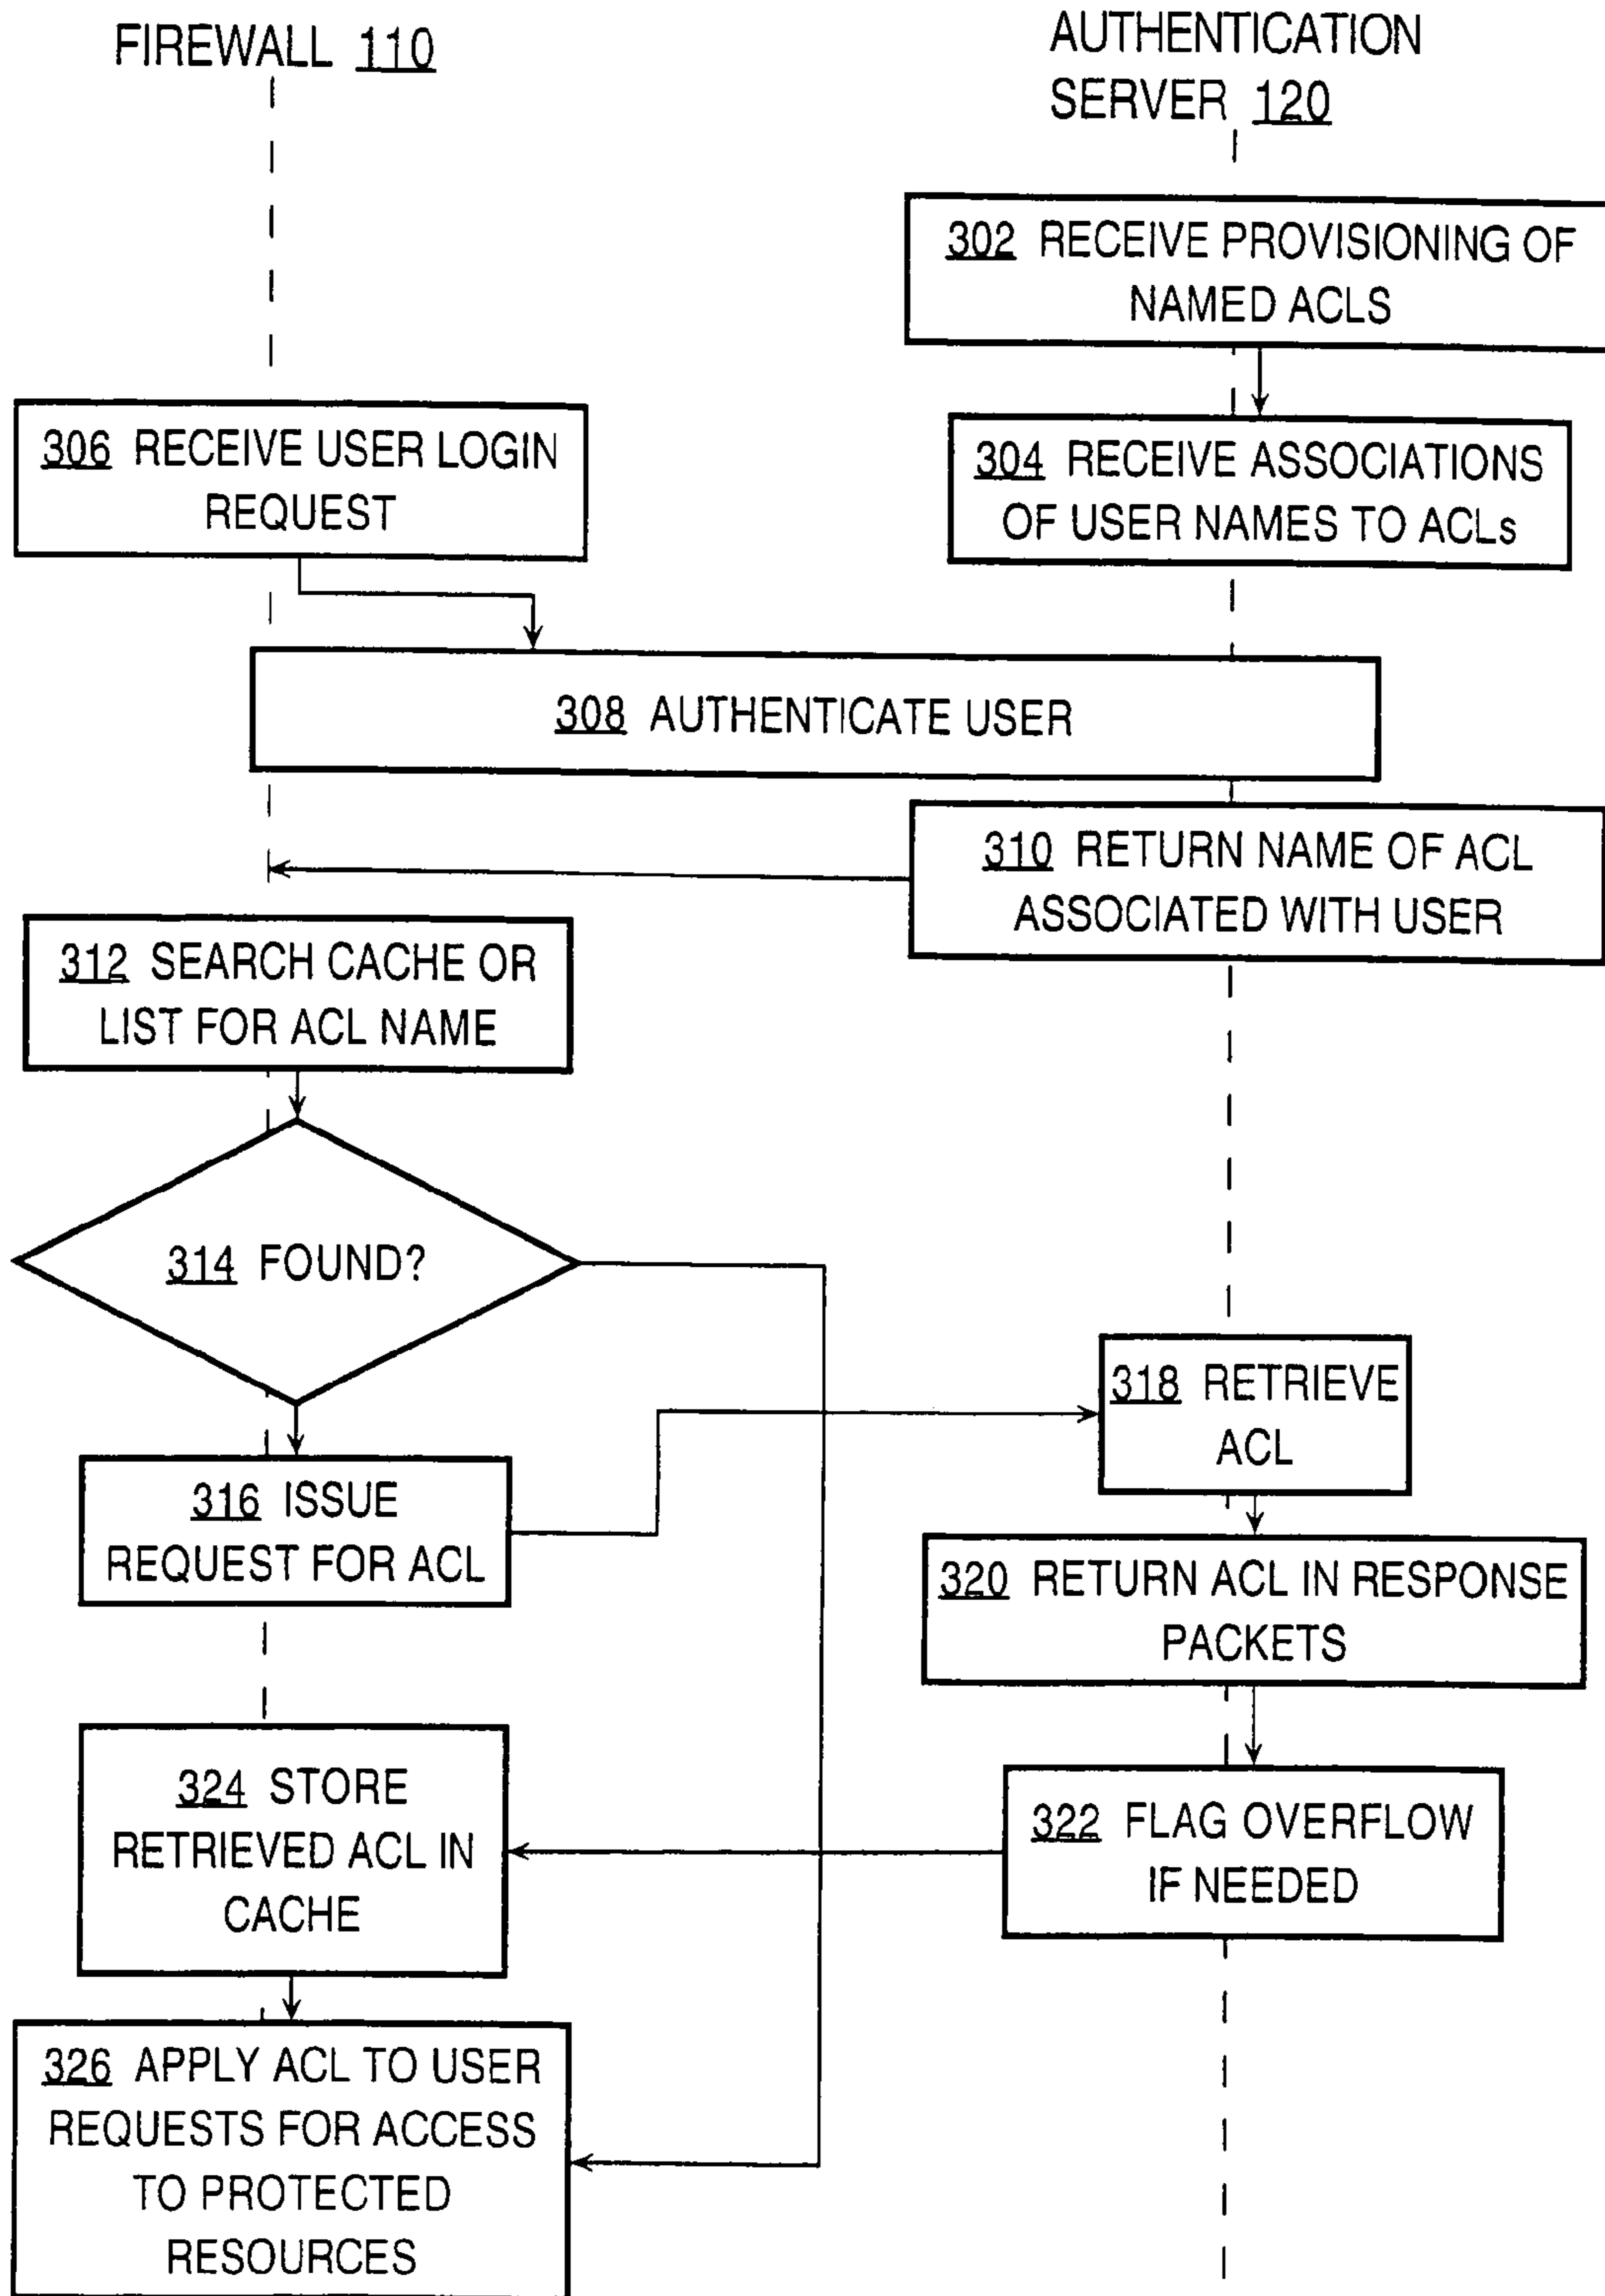 FIREWALL 110
AUTHENTICATION
SERVER 120
302 RECEIVE PROVISIONING OF
NAMED ACLS
306 RECEIVE USER LOGIN
REQUEST
304 RECEIVE ASSOCIATIONS
OF USER NAMES TO ACLs
308 AUTHENTICATE USER
310 RETURN NAME OF ACL
ASSOCIATED WITH USER
312 SEARCH CACHE OR
LIST FOR ACL NAME
314 FOUND?
316 ISSUE
REQUEST FOR ACL
318 RETRIEVE
ACL
320 RETURN ACL IN RESPONSE
PACKETS
322 FLAG OVERFLOW
IF NEEDED
324 STORE
RETRIEVED ACL IN
CACHE
326 APPLY ACL TO USER
REQUESTS FOR ACCESS
TO PROTECTED
RESOURCES